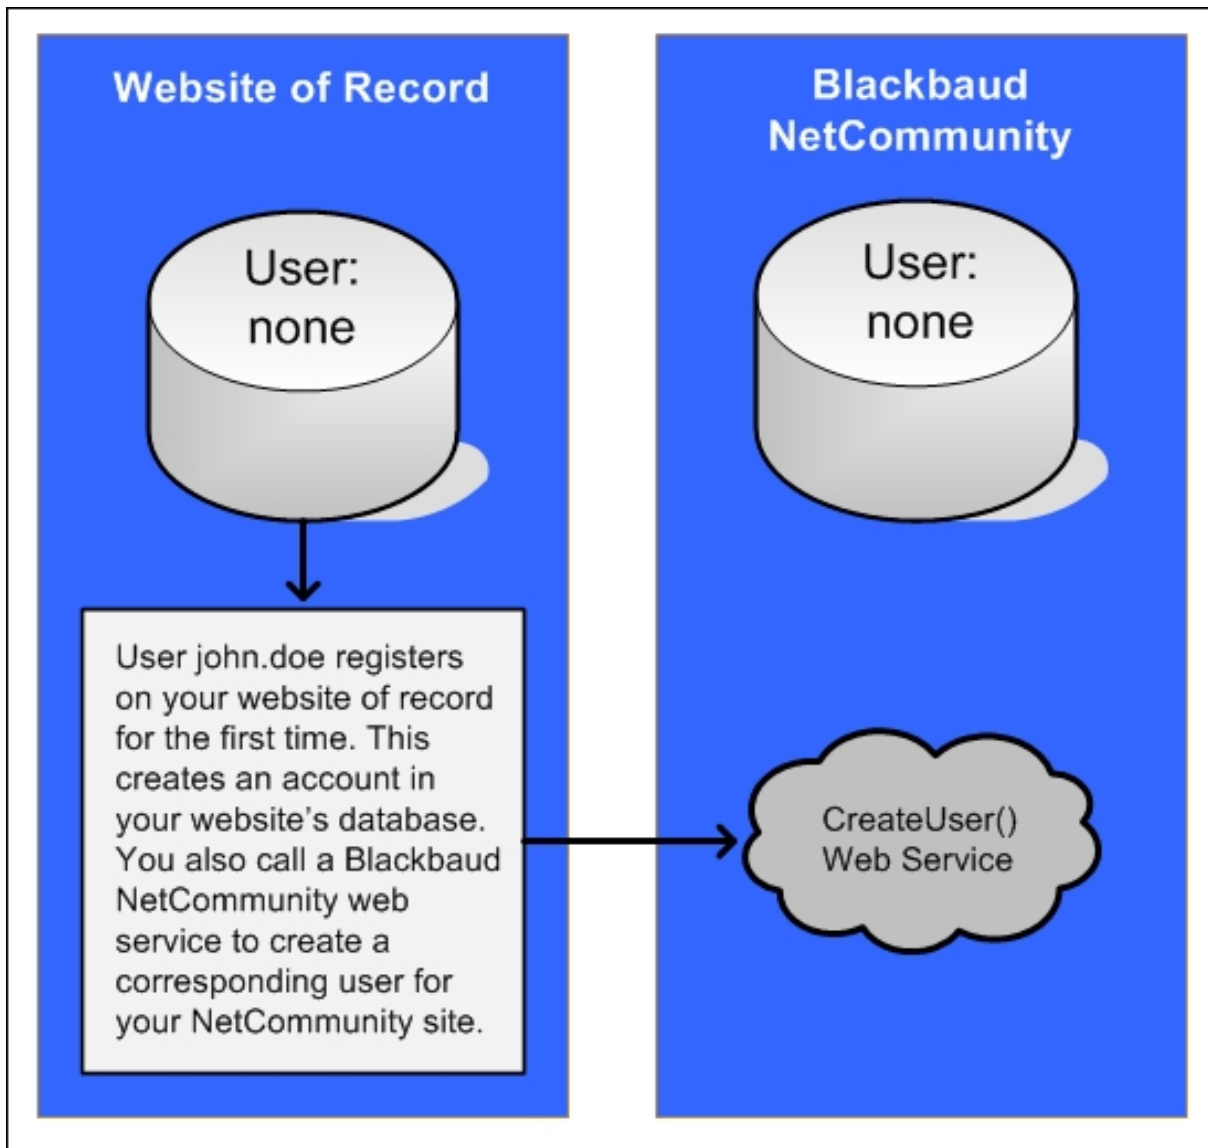 Website of Record
User:
none
User john.doe registers
on your website of record
for the first time. This
creates an account in
your website’s database.
You also call a Blackbaud
NetCommunity web
service to create a
corresponding user for
your NetCommunity site.
Blackbaud
NetCommunity
User:
none
CreateUser()
Web Service